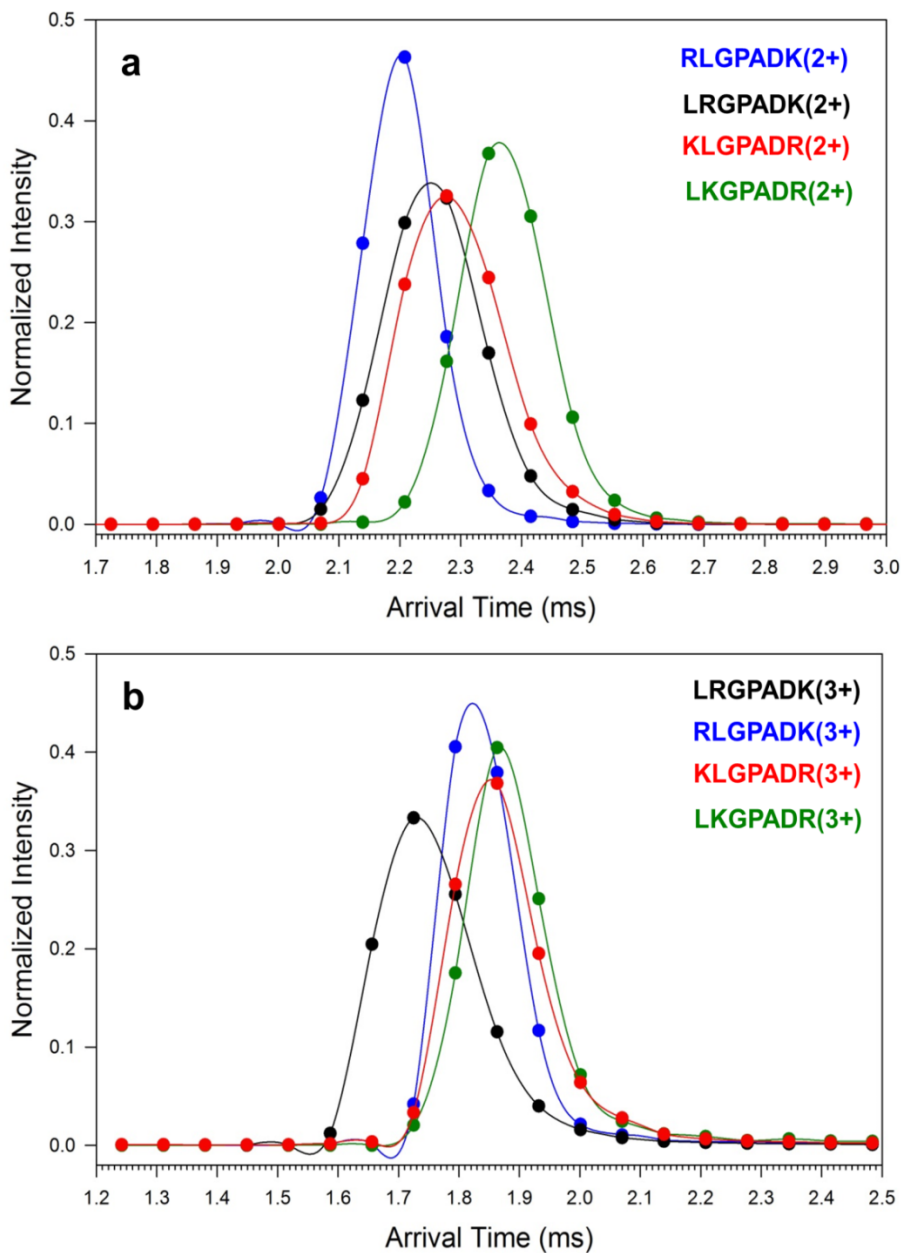 a
RLGPADK(2+)
LRGPADK(2+)
KLGPADR(2+)
LKGPADR(2+)
0.5
0.4
0.3
0.2
0.1
0.0
Normalized Intensity
1.7 1.8 1.9 2.0 2.1 2.2 2.3 2.4 2.5 2.6 2.7 2.8 2.9 3.0
Arrival Time (ms)
b
LRGPADK(3+)
RLGPADK(3+)
KLGPADR(3+)
LKGPADR(3+)
0.5
0.4
0.3
0.2
0.1
0.0
Normalized Intensity
1.2 1.3 1.4 1.5 1.6 1.7 1.8 1.9 2.0 2.1 2.2 2.3 2.4 2.5
Arrival Time (ms)